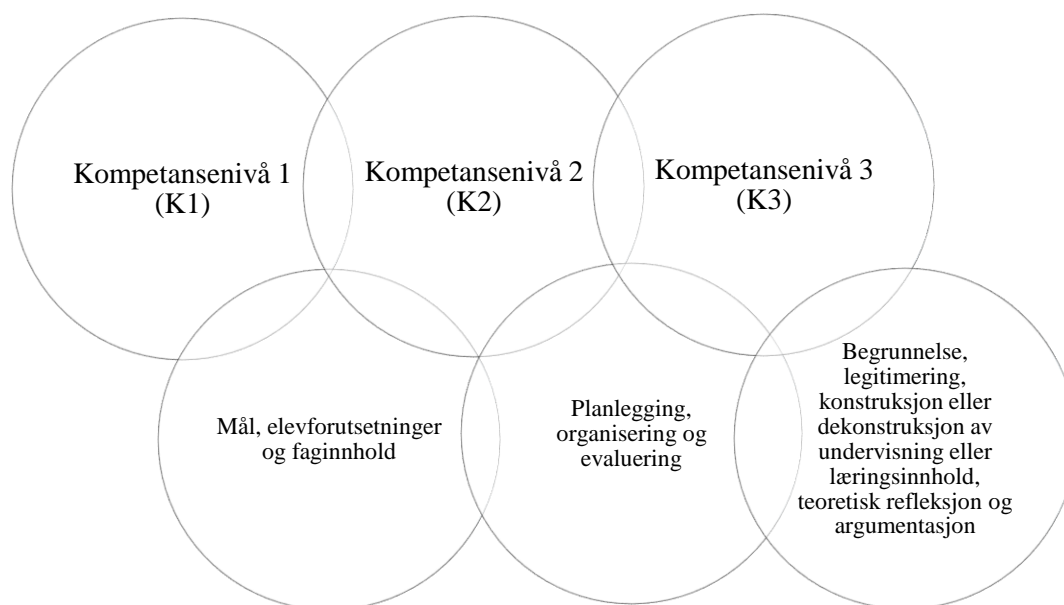 Kompetansenivå 1
(K1)
Kompetansenivå 2
(K2)
Kompetansenivå 3
(K3)
Mål, elevforutsetninger
og faginnhold
Planlegging,
organisering og
evaluering
Begrunnelse,
legitimering,
konstruksjon eller
dekonstruksjon av
undervisning eller
læringsinnhold,
teoretisk refleksjon og
argumentasjon